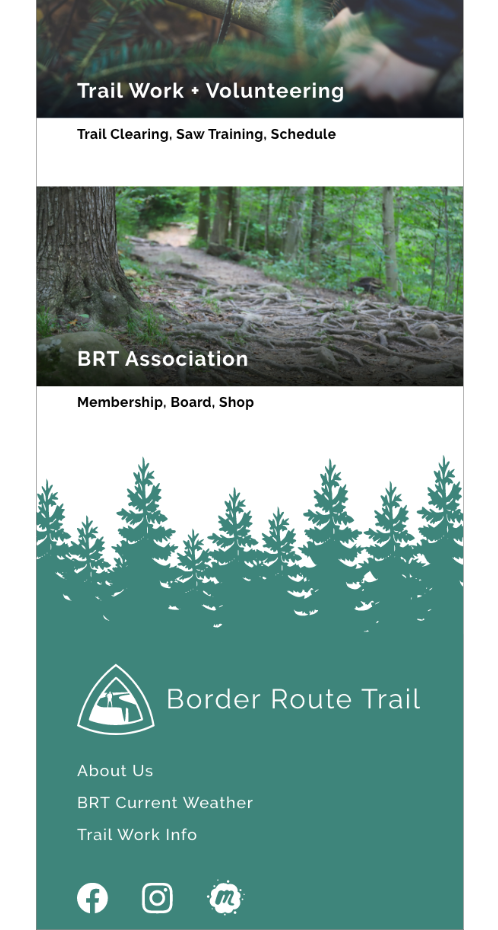 Trail Work + Volunteering
Trail Clearing, Saw Training, Schedule
BRT Association
Membership, Board, Shop
Border Route Trail
About Us
BRT Current Weather
Trail Work Info
m